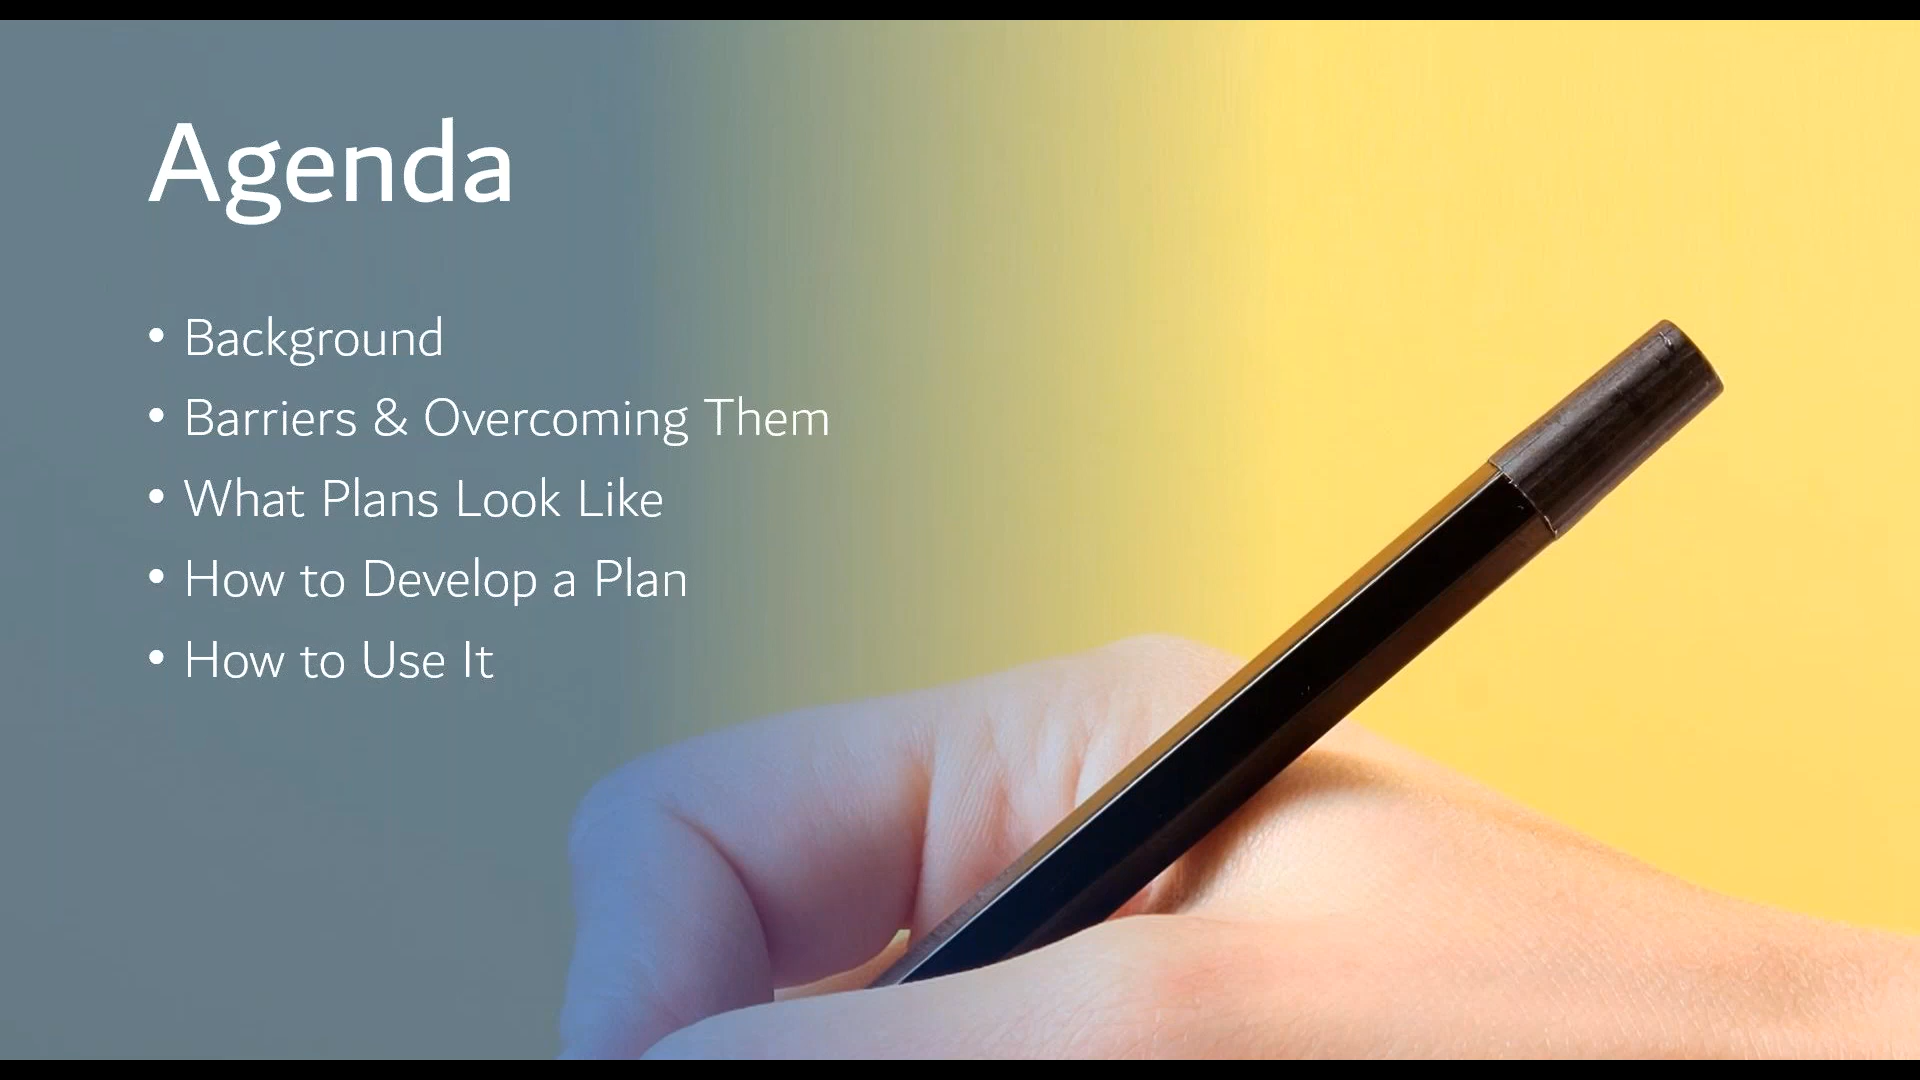 Agenda
• Background
• Barriers & Overcoming Them
• What Plans Look Like
• How to Develop a Plan
• How to Use It